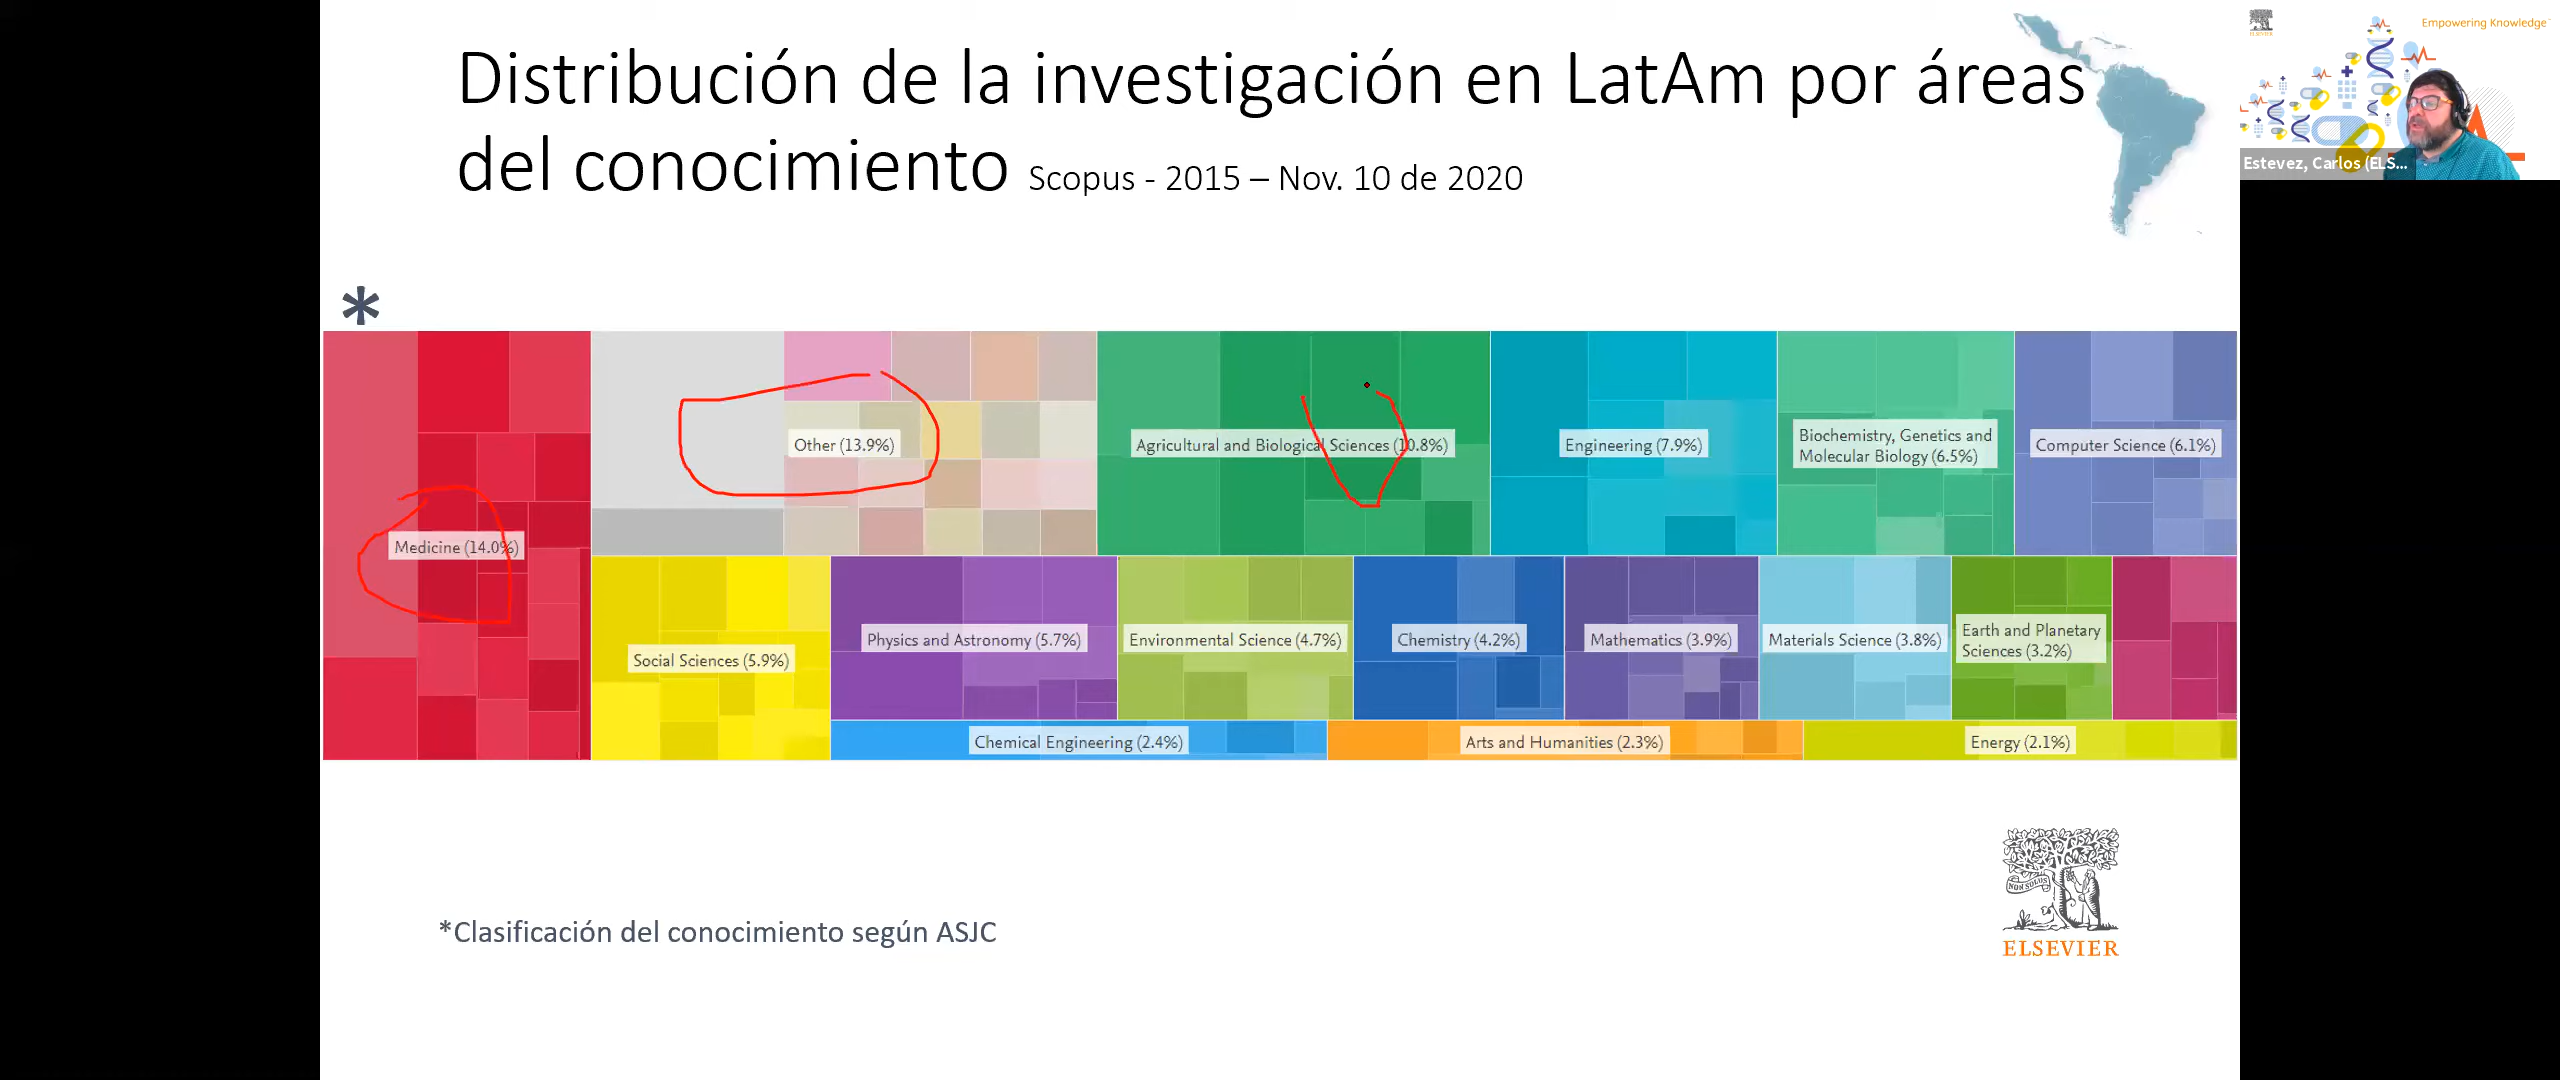 Distribución de la investigación en LatAm por áreas
del conocimiento Scopus - 2015 – Nov. 10 de 2020
ELSEVIER
Empowering Knowledge
Estevez, Carlos (ELS...
*
Other (13.9%)
Agricultural and Biological Sciences (10.8%)
Engineering (7.9%)
Biochemistry, Genetics and
Molecular Biology (6.5%)
Computer Science (6.1%)
Medicine (14.0%)
Social Sciences (5.9%)
Physics and Astronomy (5.7%)
Environmental Science (4.7%)
Chemistry (4.2%)
Mathematics (3.9%)
Materials Science (3.8%)
Earth and Planetary
Sciences (3.2%)
Chemical Engineering (2.4%)
Arts and Humanities (2.3%)
Energy (2.1%)
*Clasificación del conocimiento según ASJC
NON SOLUS
ELSEVIER